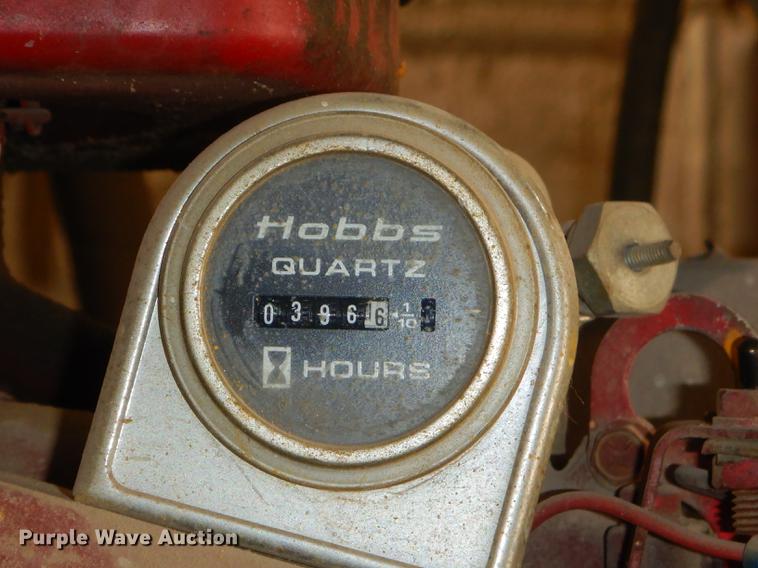 Hobbs
QUARTZ
0 3 9 6 6 1/10
HOURS
Purple Wave Auction